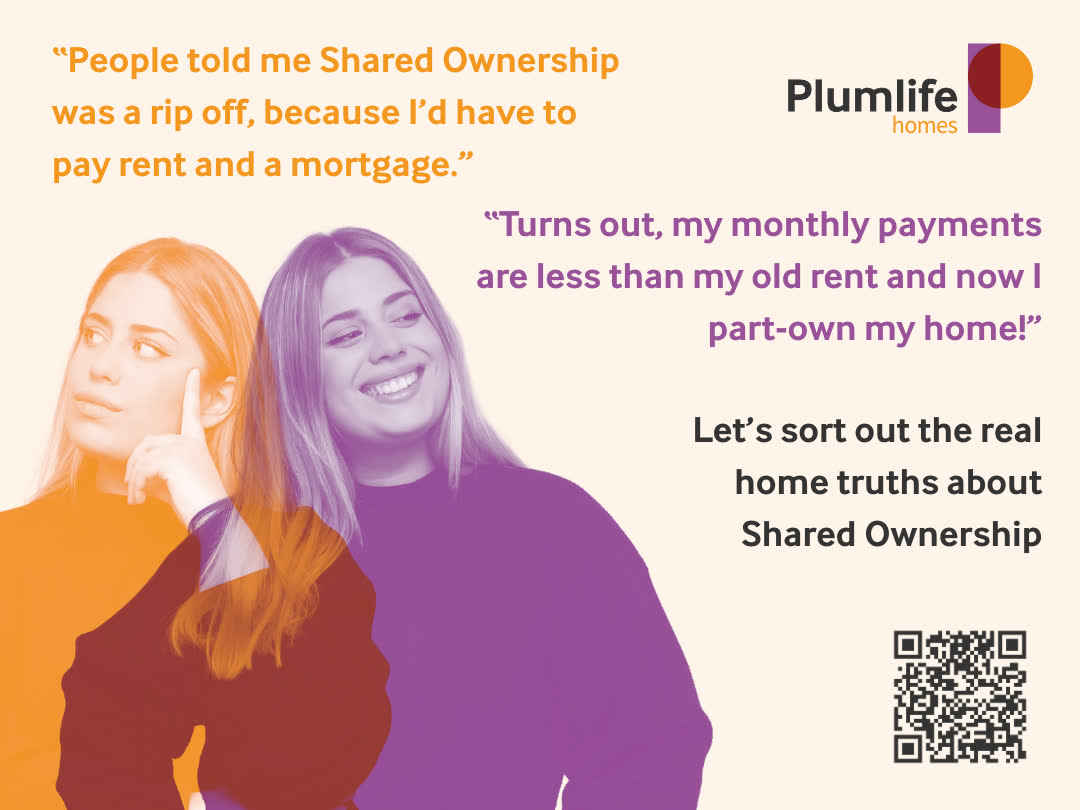 “People told me Shared Ownership
was a rip off, because I’d have to
pay rent and a mortgage.”
Plumlife
homes
“Turns out, my monthly payments
are less than my old rent and now I
part-own my home!”
Let’s sort out the real
home truths about
Shared Ownership